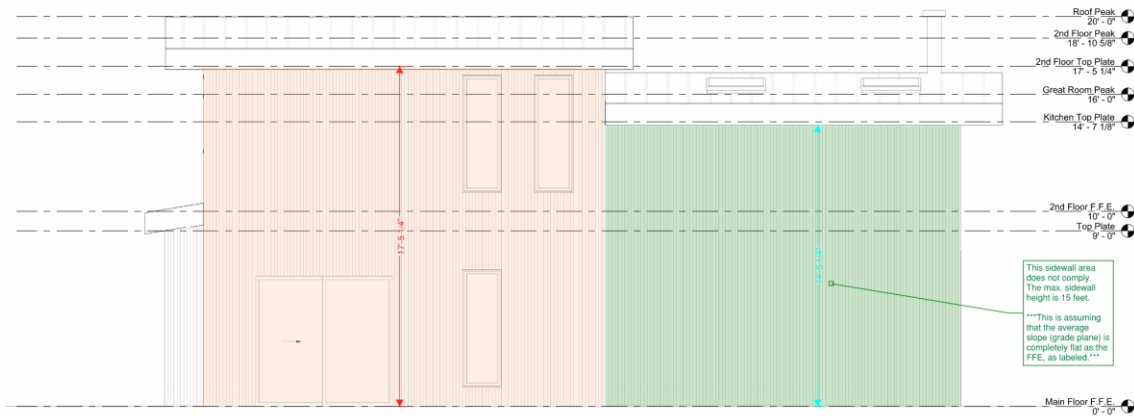 Roof Peak
20' - 0"
2nd Floor Peak
18' - 10 5/8"
2nd Floor Top Plate
17' - 5 1/4"
Great Room Peak
16' - 0"
Kitchen Top Plate
14' - 7 1/8"
2nd Floor F.F.E.
10' - 0"
Top Plate
9' - 0"
17'-5 1/4"
This sidewall area
does not comply.
The max. sidewall
height is 15 feet.
***This is assuming
that the average
slope (grade plane) is
completely flat as the
FFE, as labeled.***
Main Floor F.F.E.
0' - 0"